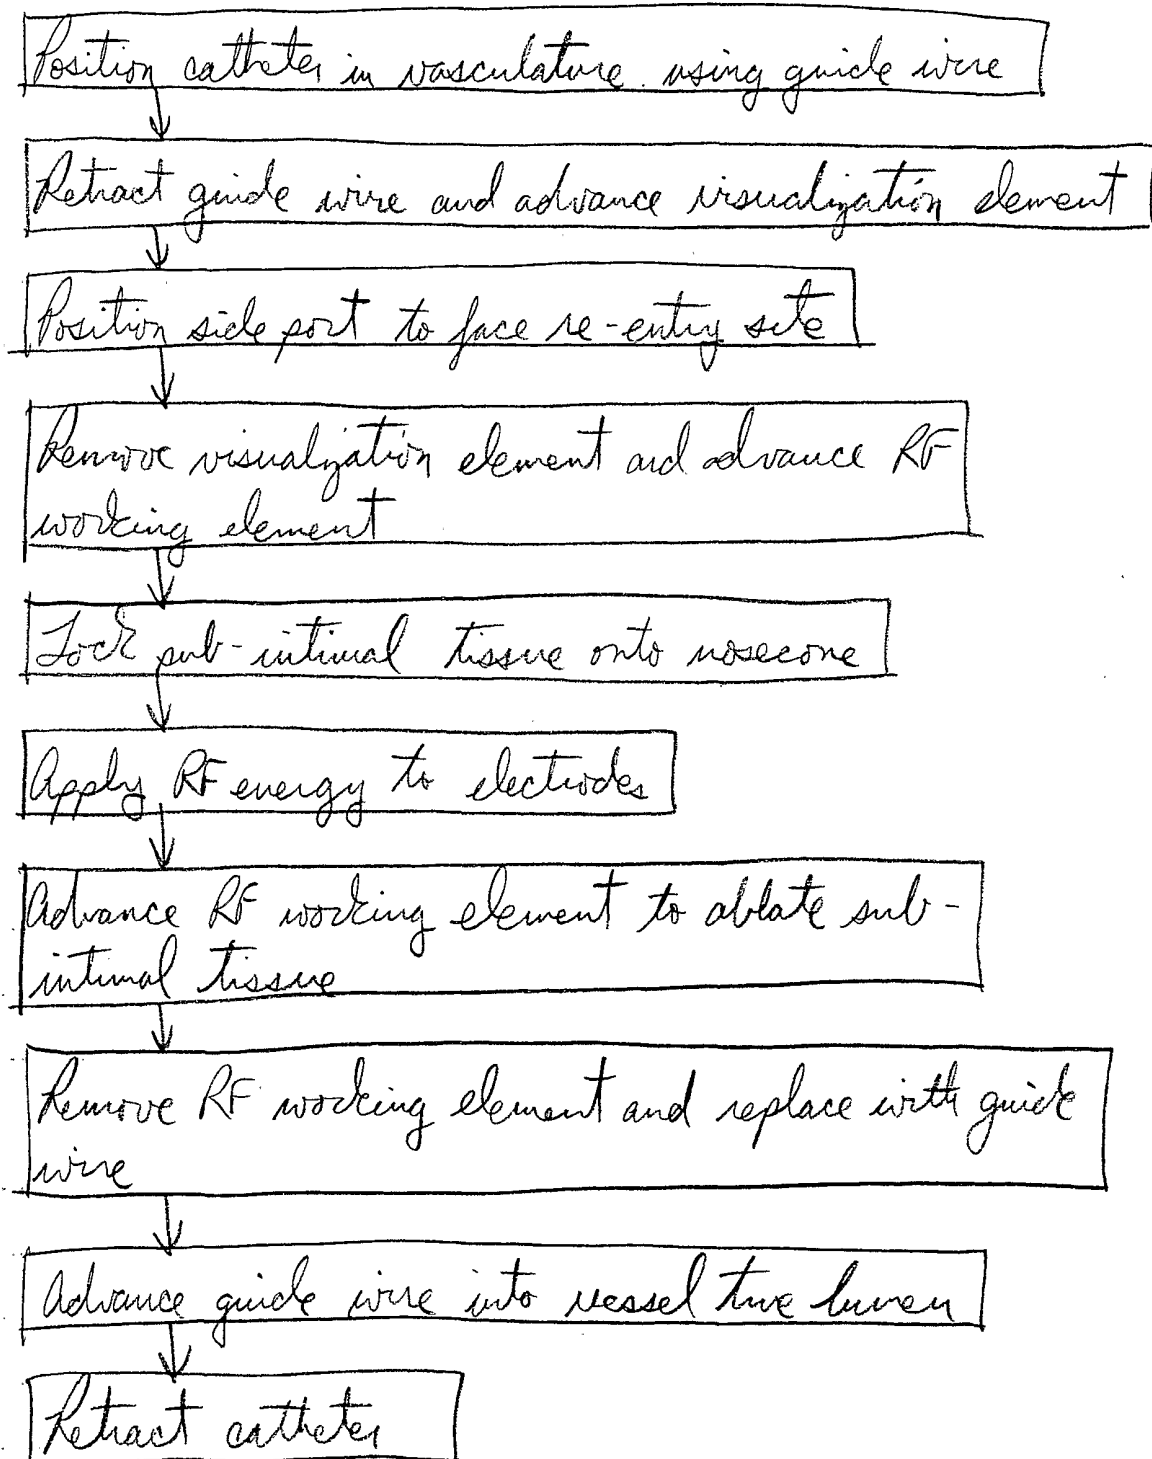 Position catheter in vasculature using guide wire
Retract guide wire and advance visualization element
Position side port to face re-entry site
Remove visualization element and advance RF
working element
Lock sub-intimal tissue onto nosecone
Apply RF energy to electrodes
Advance RF working element to ablate sub-
intimal tissue
Remove RF working element and replace with guide
wire
Advance guide wire into vessel true lumen
Retract catheter